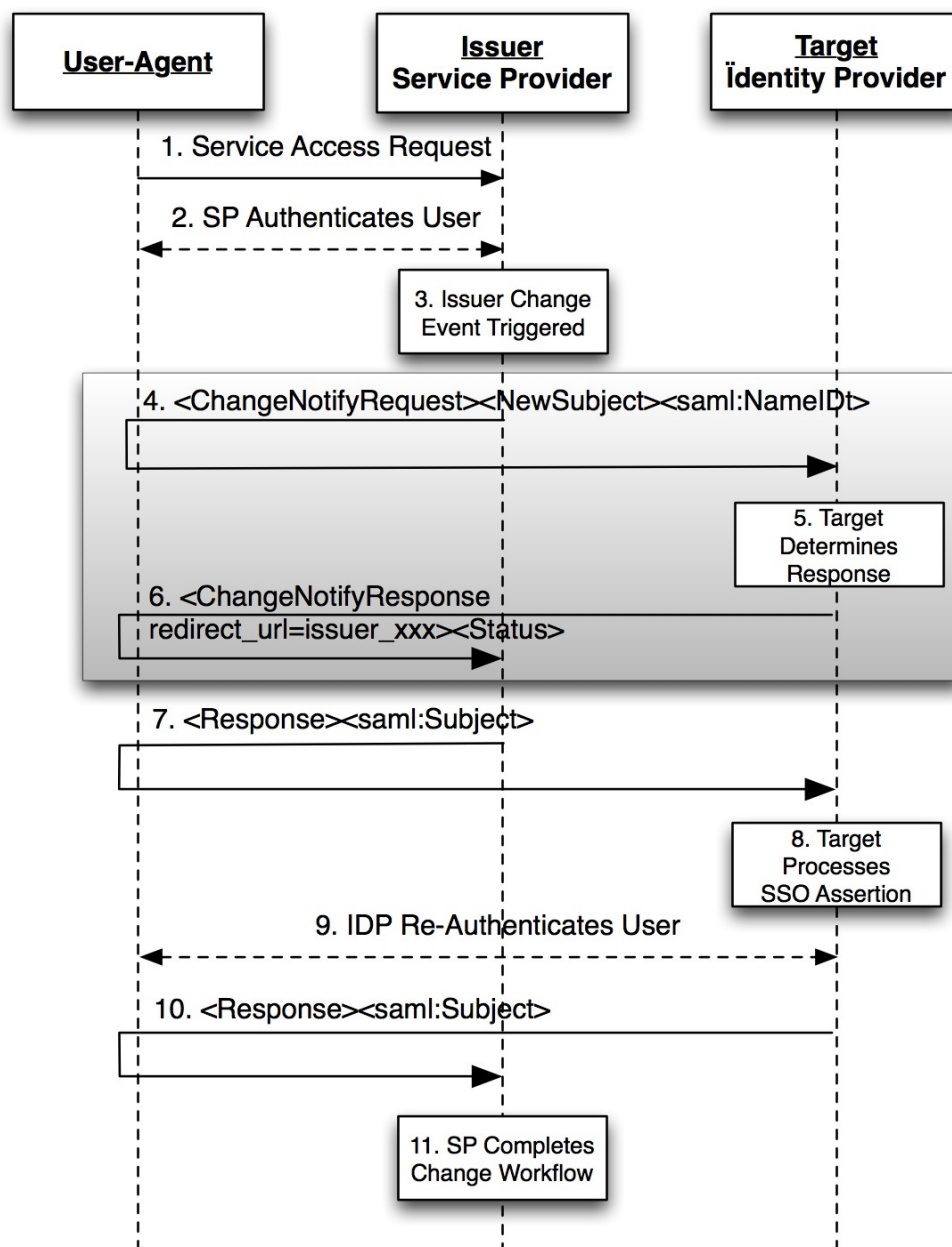 User-Agent
Issuer
Service Provider
Target
Ïdentity Provider
1. Service Access Request
2. SP Authenticates User
3. Issuer Change
Event Triggered
4. <ChangeNotifyRequest><NewSubject><saml:NameIDt>
5. Target
Determines
Response
6. <ChangeNotifyResponse
redirect_url=issuer_xxx><Status>
7. <Response><saml:Subject>
8. Target
Processes
SSO Assertion
9. IDP Re-Authenticates User
10. <Response><saml:Subject>
11. SP Completes
Change Workflow